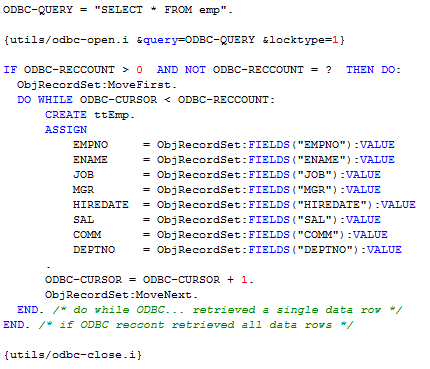 ODBC-QUERY = "SELECT * FROM emp".
{utils/odbc-open.i &query=ODBC-QUERY &locktype=1}
IF ODBC-RECCOUNT > 0  AND NOT ODBC-RECCOUNT = ?  THEN DO:
  ObjRecordSet:MoveFirst.
  DO WHILE ODBC-CURSOR < ODBC-RECCOUNT:
      CREATE ttEmp.
      ASSIGN
          EMPNO     = ObjRecordSet:FIELDS("EMPNO"):VALUE
          ENAME     = ObjRecordSet:FIELDS("ENAME"):VALUE
          JOB       = ObjRecordSet:FIELDS("JOB"):VALUE
          MGR       = ObjRecordSet:FIELDS("MGR"):VALUE
          HIREDATE  = ObjRecordSet:FIELDS("HIREDATE"):VALUE
          SAL       = ObjRecordSet:FIELDS("SAL"):VALUE
          COMM      = ObjRecordSet:FIELDS("COMM"):VALUE
          DEPTNO    = ObjRecordSet:FIELDS("DEPTNO"):VALUE
      .
      ODBC-CURSOR = ODBC-CURSOR + 1.
      ObjRecordSet:MoveNext.
  END. /* do while ODBC... retrieved a single data row */
END. /* if ODBC reccont retrieved all data rows */
{utils/odbc-close.i}